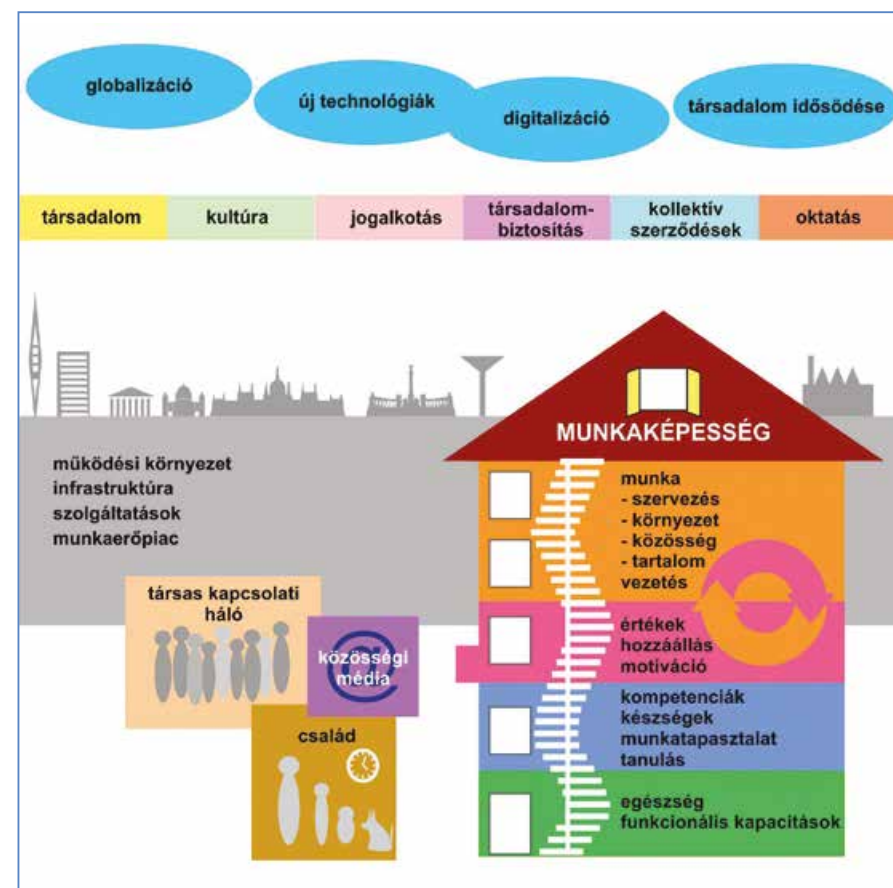 globalizáció
új technológiák
digitalizáció
társadalom idősödése
társadalom
kultúra
jogalkotás
társadalom-
biztosítás
kollektív
szerződések
oktatás
MUNKAKÉPESSÉG
működési környezet
infrastruktúra
szolgáltatások
munkaerőpiac
munka
- szervezés
- környezet
- közösség
- tartalom
vezetés
társas kapcsolati
háló
közösségi
média
@
értékek
hozzáállás
motiváció
család
kompetenciák
készségek
munkatapasztalat
tanulás
egészség
funkcionális kapacitások